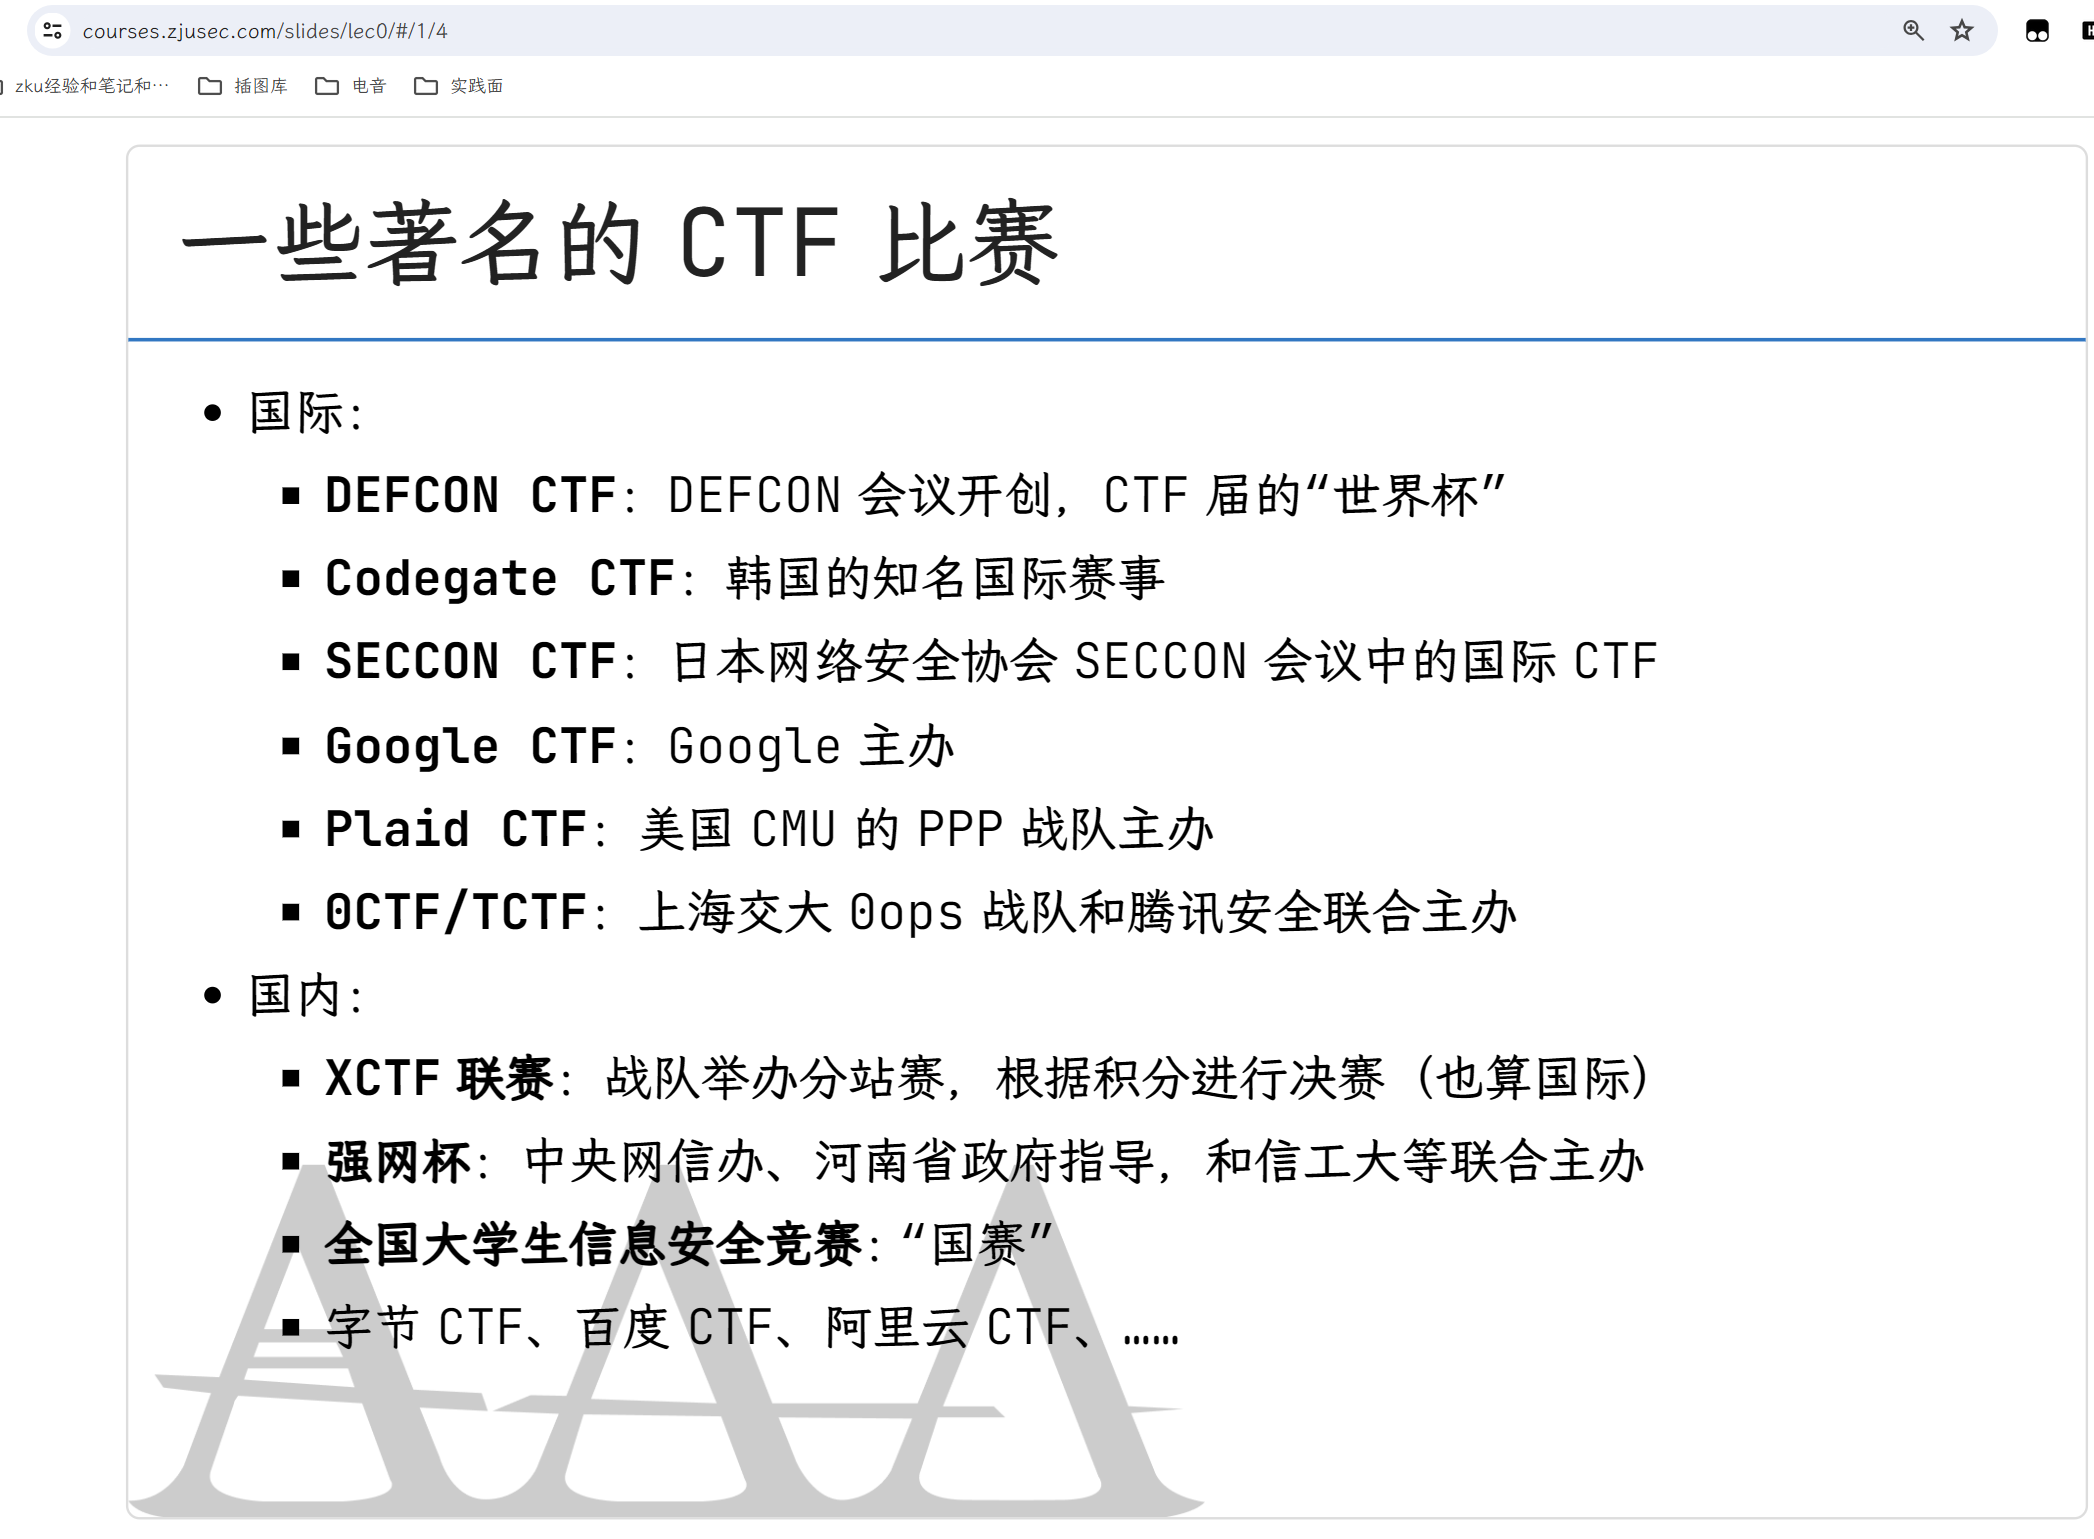 courses.zjusec.com/slides/lec0/#/1/4
zku经验和笔记和…
插图库
电音
实践面
一些著名的 CTF 比赛
国际：
DEFCON CTF：DEFCON 会议开创，CTF 届的“世界杯”
Codegate CTF：韩国的知名国际赛事
SECCON CTF：日本网络安全协会 SECCON 会议中的国际 CTF
Google CTF：Google 主办
Plaid CTF：美国 CMU 的 PPP 战队主办
0CTF/TCTF：上海交大 0ops 战队和腾讯安全联合主办
国内：
XCTF 联赛：战队举办分站赛，根据积分进行决赛（也算国际）
强网杯：中央网信办、河南省政府指导，和信工大等联合主办
全国大学生信息安全竞赛：“国赛”
字节 CTF、百度 CTF、阿里云 CTF、……
AAA